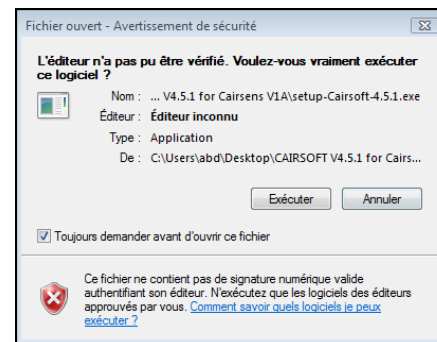 Fichier ouvert - Avertissement de sécurité
L'éditeur n'a pas pu être vérifié. Voulez-vous vraiment exécuter
ce logiciel ?
Nom : ... V4.5.1 for Cairsens V1A\setup-Cairsoft-4.5.1.exe
Éditeur : Éditeur inconnu
Type : Application
De : C:\Users\abd\Desktop\CAIRSOFT V4.5.1 for Cairs...
Exécuter Annuler
Toujours demander avant d'ouvrir ce fichier
Ce fichier ne contient pas de signature numérique valide
authentifiant son éditeur. N'exécutez que les logiciels des éditeurs
approuvés par vous. Comment savoir quels logiciels je peux
exécuter ?